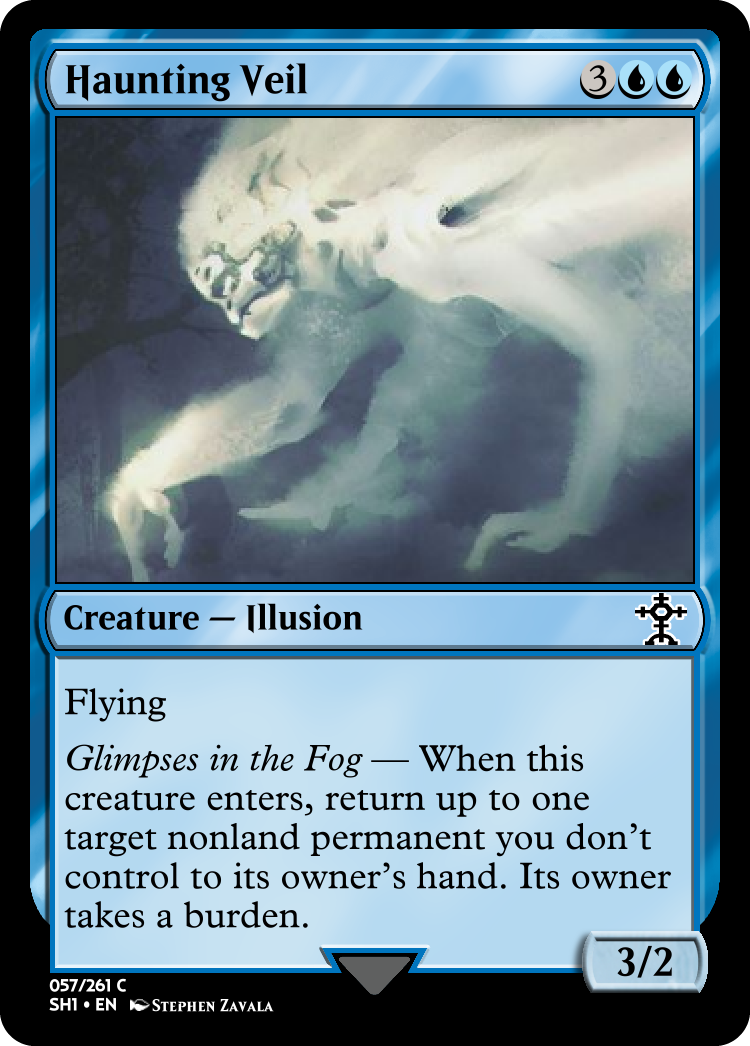 Haunting Veil 3
Creature — Illusion
Flying
Glimpses in the Fog — When this
creature enters, return up to one
target nonland permanent you don't
control to its owner's hand. Its owner
takes a burden.
3/2
057/261 C
SH1 • EN Stephen Zavala